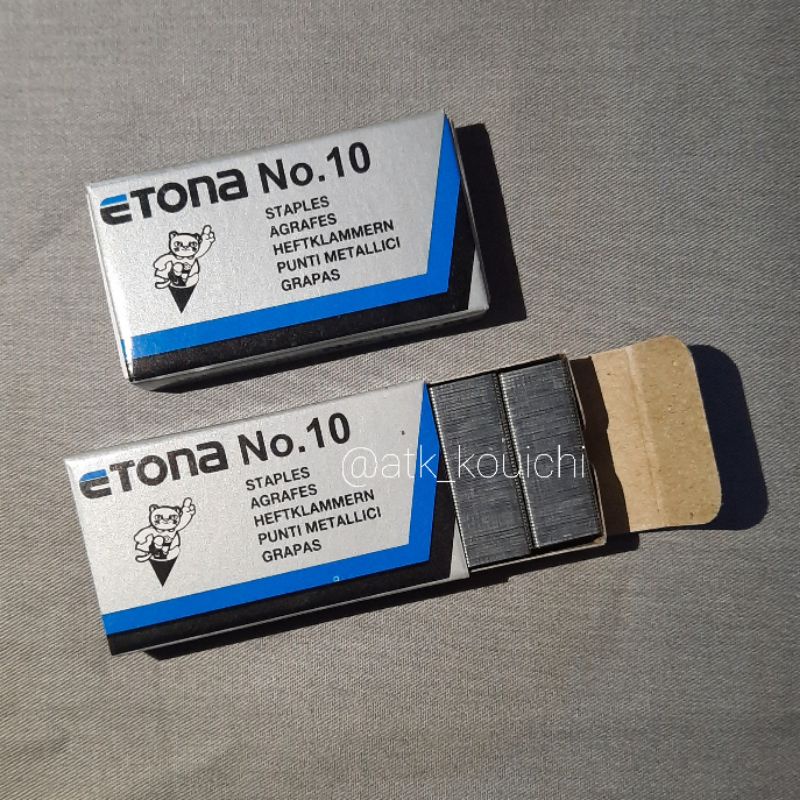 ETONA No.10
STAPLES
AGRAFES
HEFTKLAMMERN
PUNTI METALLICI
GRAPAS
ETONA No.10
STAPLES
AGRAFES
HEFTKLAMMERN
PUNTI METALLICI
GRAPAS
@atk_kouichi